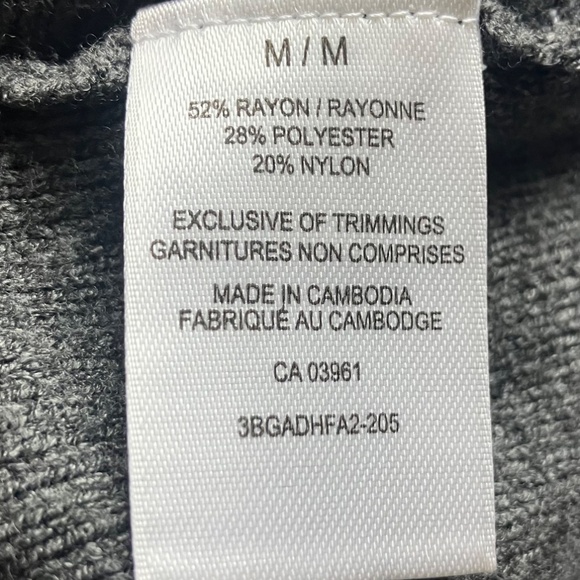 M / M
52% RAYON / RAYONNE
28% POLYESTER
20% NYLON
EXCLUSIVE OF TRIMMINGS
GARNITURES NON COMPRISES
MADE IN CAMBODIA
FABRIQUÉ AU CAMBODGE
CA 03961
3BGADHFA2-205